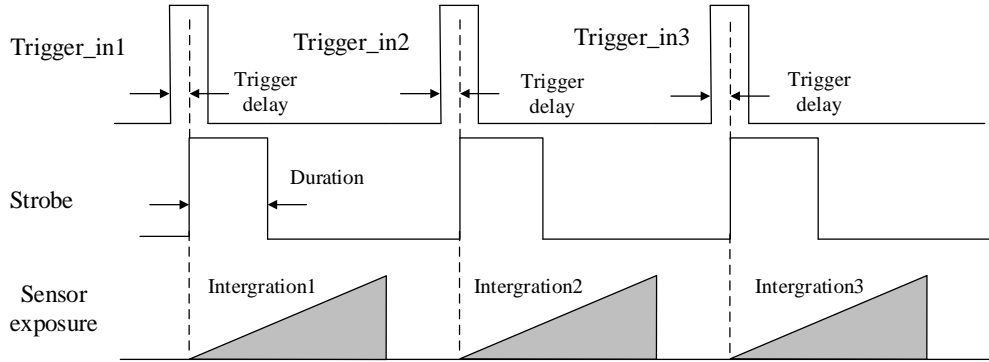 Trigger_in1
Trigger_in2
Trigger_in3
Trigger
delay
Trigger
delay
Trigger
delay
Strobe
Duration
Sensor
exposure
Intergration1
Intergration2
Intergration3